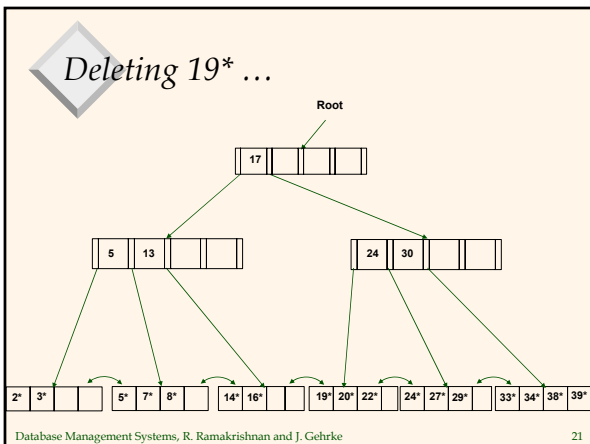 Deleting 19* ...
Root
17
5 13
24 30
2* 3* 5* 7* 8* 14* 16* 19* 20* 22* 24* 27* 29* 33* 34* 38* 39*
Database Management Systems, R. Ramakrishnan and J. Gehrke 21